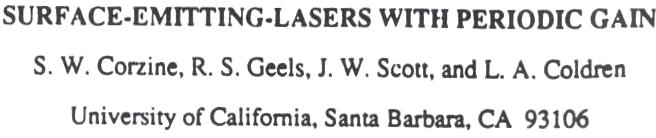 SURFACE-EMITTING-LASERS WITH PERIODIC GAIN
S. W. Corzine, R. S. Geels, J. W. Scott, and L. A. Coldren
University of California, Santa Barbara, CA 93106